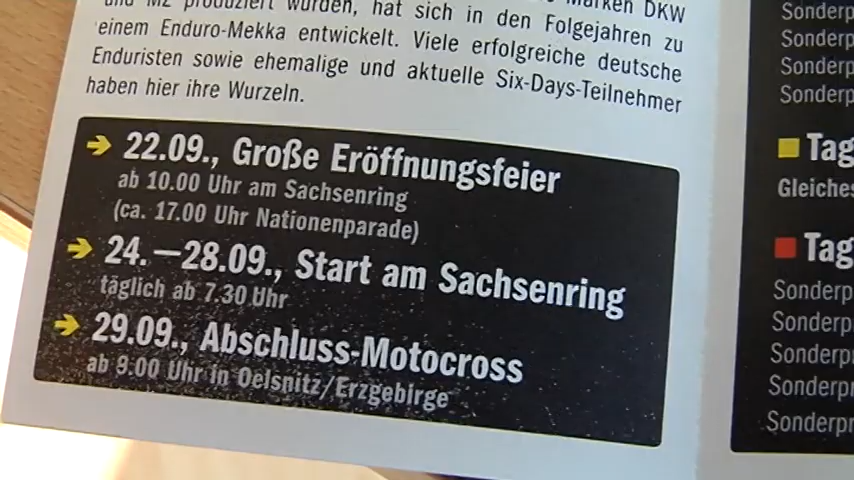 und MZ produziert wurden, hat sich in den Folgejahren zu
einem Enduro-Mekka entwickelt. Viele erfolgreiche deutsche
Enduristen sowie ehemalige und aktuelle Six-Days-Teilnehmer
haben hier ihre Wurzeln.
22.09., Große Eröffnungsfeier
ab 10.00 Uhr am Sachsenring
(ca. 17.00 Uhr Nationenparade)
24.–28.09., Start am Sachsenring
täglich ab 7.30 Uhr
29.09., Abschluss-Motocross
ab 9.00 Uhr in Oelsnitz/Erzgebirge
Marken DKW
Sonderp
Sonderp
Sonderp
Sonderp
Tag
Gleiches
Tag
Sonderp
Sonderp
Sonderp
Sonderpr
Sonderpr